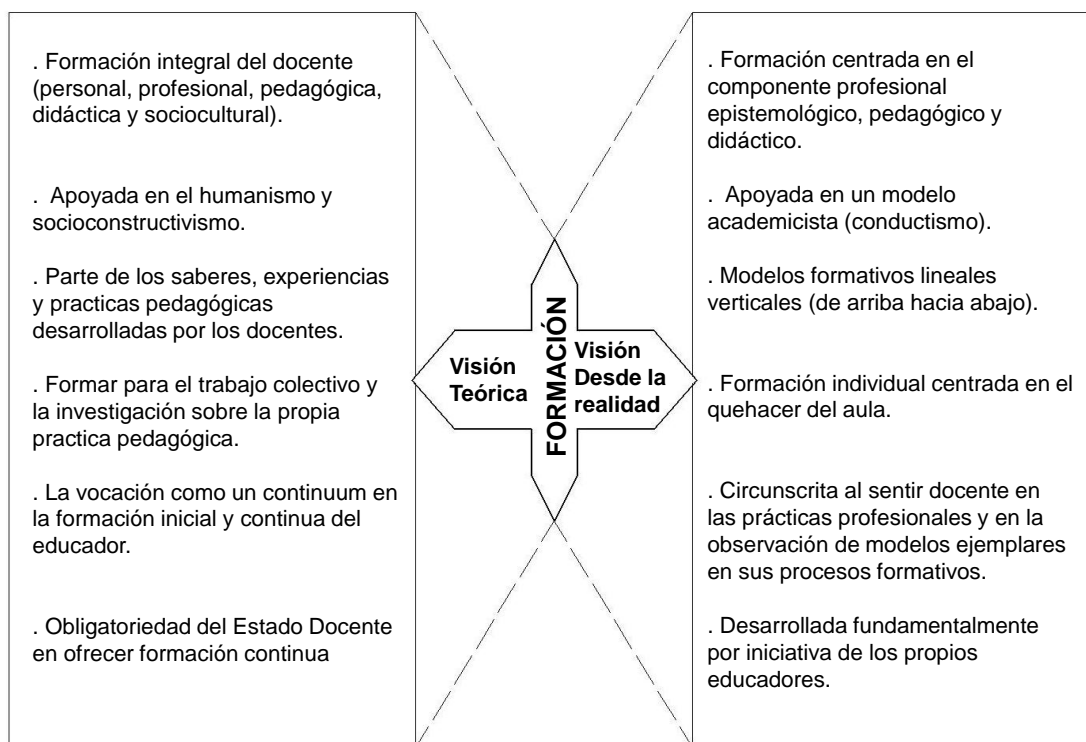 . Formación integral del docente
(personal, profesional, pedagógica,
didáctica y sociocultural).
. Apoyada en el humanismo y
socioconstructivismo.
. Parte de los saberes, experiencias
y practicas pedagógicas
desarrolladas por los docentes.
. Formar para el trabajo colectivo y
la investigación sobre la propia
practica pedagógica.
. La vocación como un continuum en
la formación inicial y continua del
educador.
. Obligatoriedad del Estado Docente
en ofrecer formación continua
Visión
Teórica
FORMACIÓN
Visión
Desde la
realidad
. Formación centrada en el
componente profesional
epistemológico, pedagógico y
didáctico.
. Apoyada en un modelo
academicista (conductismo).
. Modelos formativos lineales
verticales (de arriba hacia abajo).
. Formación individual centrada en el
quehacer del aula.
. Circunscrita al sentir docente en
las prácticas profesionales y en la
observación de modelos ejemplares
en sus procesos formativos.
. Desarrollada fundamentalmente
por iniciativa de los propios
educadores.